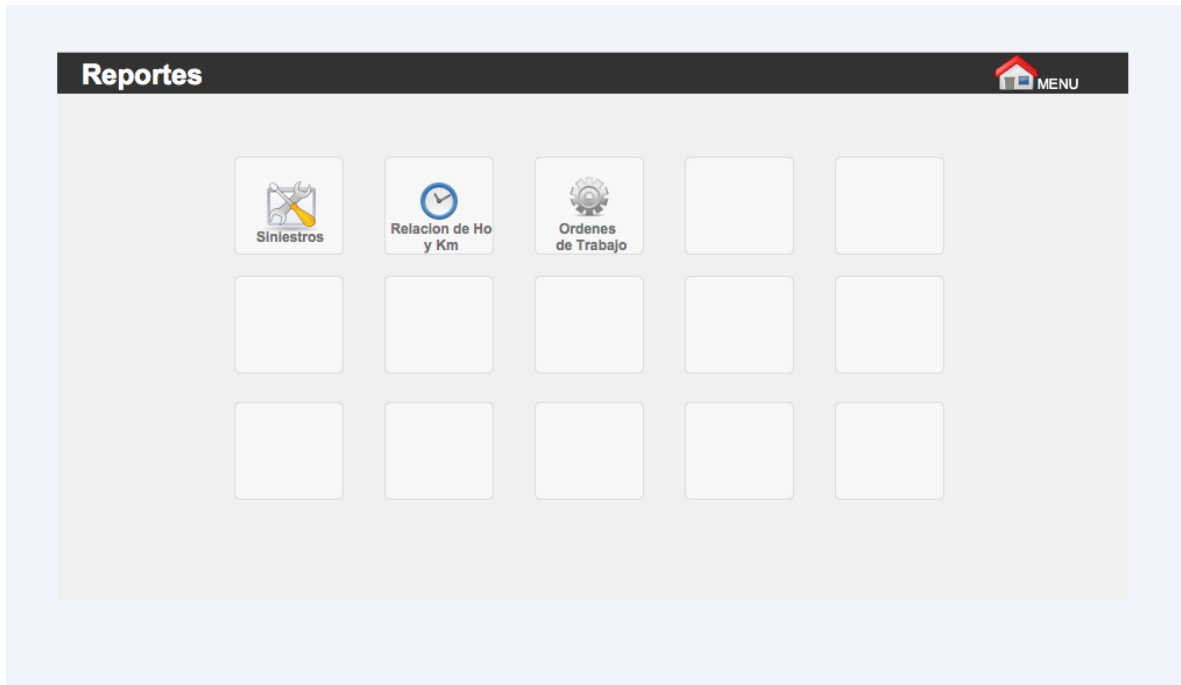 Reportes
MENU
Siniestros
Relacion de Ho
y Km
Ordenes
de Trabajo